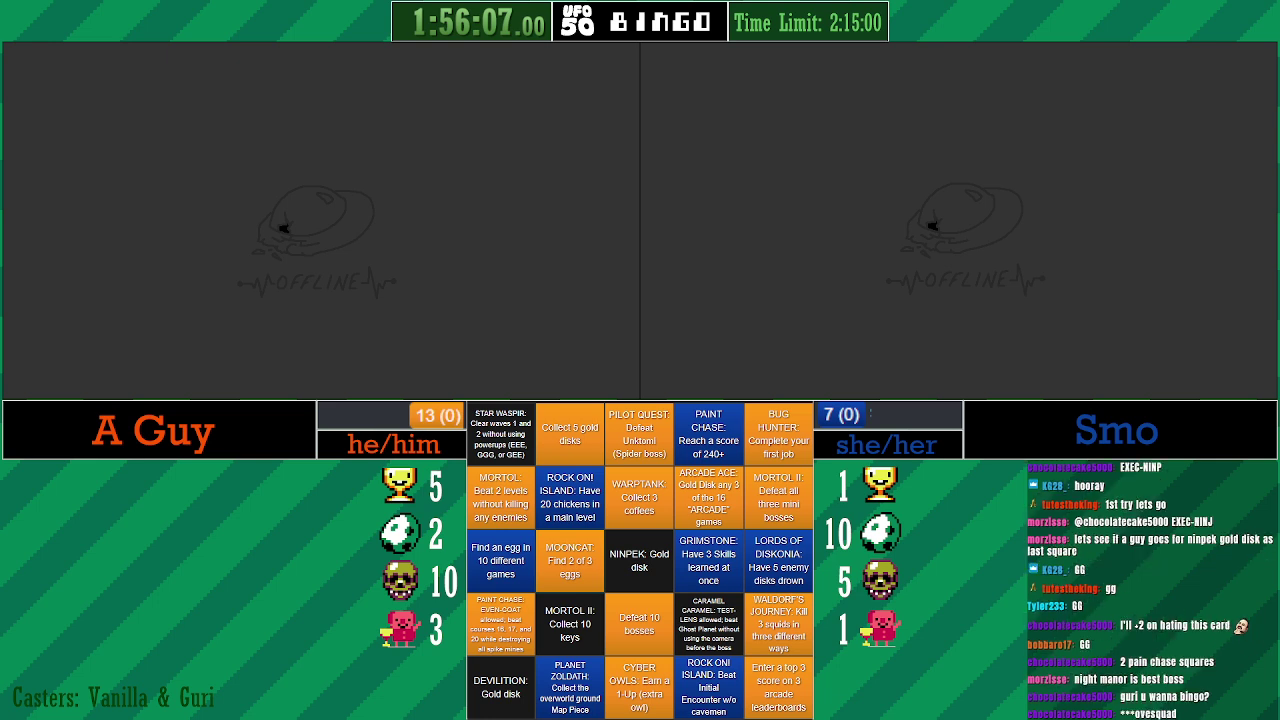 1:56:07.00
UFO 50 BINGO
Time Limit: 2:15:00
OFFLINE
OFFLINE
A Guy
13 (0)
he/him
7 (0)
she/her
Smo
5
2
10
3
1
10
5
1
STAR WASPIR: Clear waves 1 and 2 without using powerups (EEE, GGG, or GEE)
Collect 5 gold disks
PILOT QUEST: Defeat Unktomi (Spider boss)
PAINT CHASE: Reach a score of 240+
BUG HUNTER: Complete your first job
MORTOL: Beat 2 levels without killing any enemies
ROCK ON! ISLAND: Have 20 chickens in a main level
WARPTANK: Collect 3 coffees
ARCADE ACE: Gold Disk any 3 of the 16 "ARCADE" games
MORTOL II: Defeat all three mini bosses
Find an egg in 10 different games
MOONCAT: Find 2 of 3 eggs
NINPEK: Gold disk
GRIMSTONE: Have 3 Skills learned at once
LORDS OF DISKONIA: Have 5 enemy disks drown
PAINT CHASE: EVEN-COAT allowed; beat courses 16, 17, and 20 while destroying all spike mines
MORTOL II: Collect 10 keys
Defeat 10 bosses
CARAMEL CARAMEL: TEST-LENS allowed; beat Ghost Planet without using the camera before the boss
WALDORF'S JOURNEY: Kill 3 squids in three different ways
DEVILITION: Gold disk
PLANET ZOLDATH: Collect the overworld ground Map Piece
CYBER OWLS: Earn a 1-Up (extra owl)
ROCK ON! ISLAND: Beat Initial Encounter w/o cavemen
Enter a top 3 score on 3 arcade leaderboards
chocolatecake5000: EXEC-NINP
KG28_: hooray
tutestheking: 1st try lets go
morzisse: @chocolatecake5000 EXEC-NINJ
morzisse: lets see if a guy goes for ninpek gold disk as last square
KG28_: GG
tutestheking: gg
Tyler233: GG
chocolatecake5000: I'll +2 on hating this card
bobbaro17: GG
chocolatecake5000: 2 pain chase squares
morzisse: night manor is best boss
chocolatecake5000: guri u wanna bingo?
chocolatecake5000: ***ovesquad
Casters: Vanilla & Guri